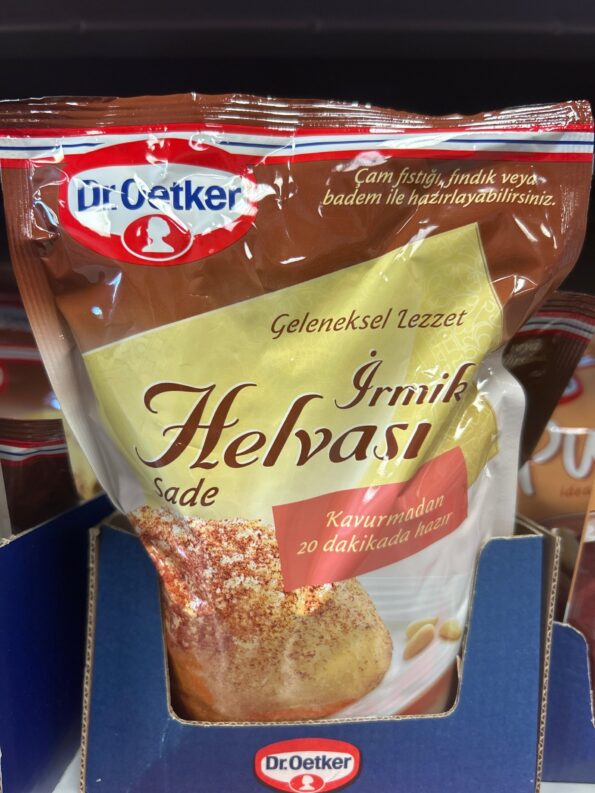 Dr.Oetker
Çam fıstığı, fındık veya
badem ile hazırlayabilirsiniz.
Geleneksel Lezzet
İrmik
Helvası
Sade
Kavurmadan
20 dakikada hazır
Dr.Oetker